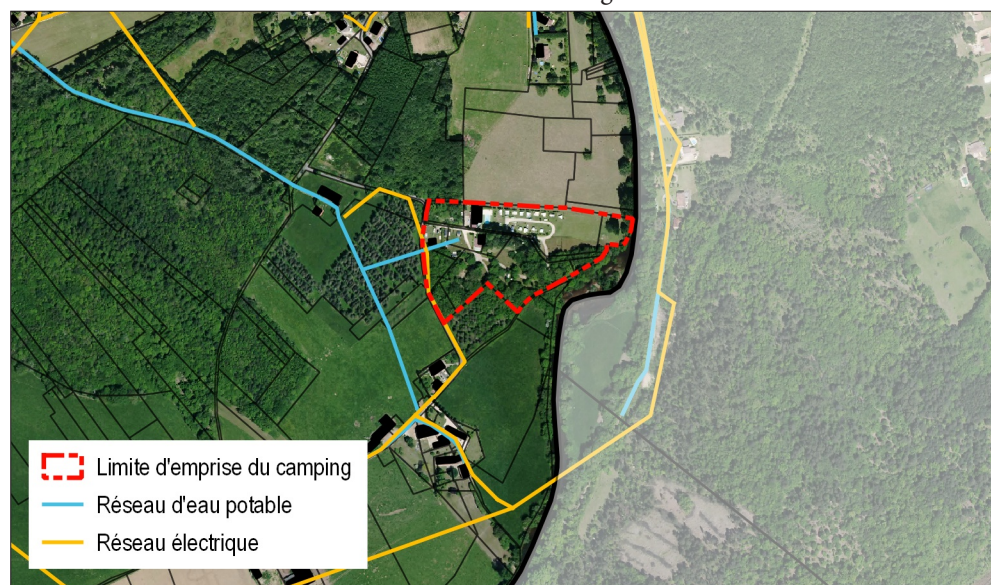 Limite d'emprise du camping
Réseau d'eau potable
Réseau électrique